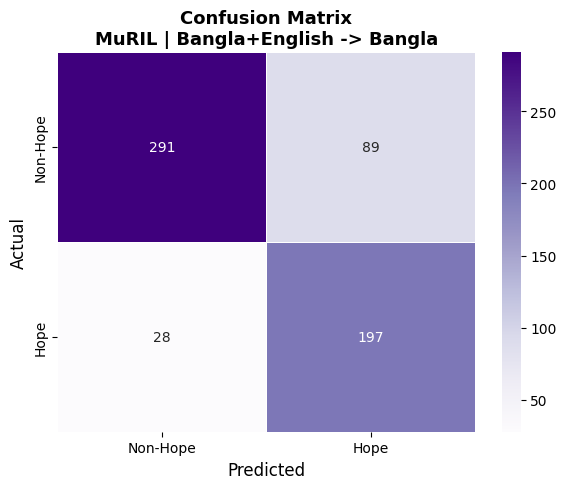 Confusion Matrix
MuRIL | Bangla+English -> Bangla
Actual
Non-Hope
291
89
Hope
28
197
Non-Hope
Hope
Predicted
250
200
150
100
50